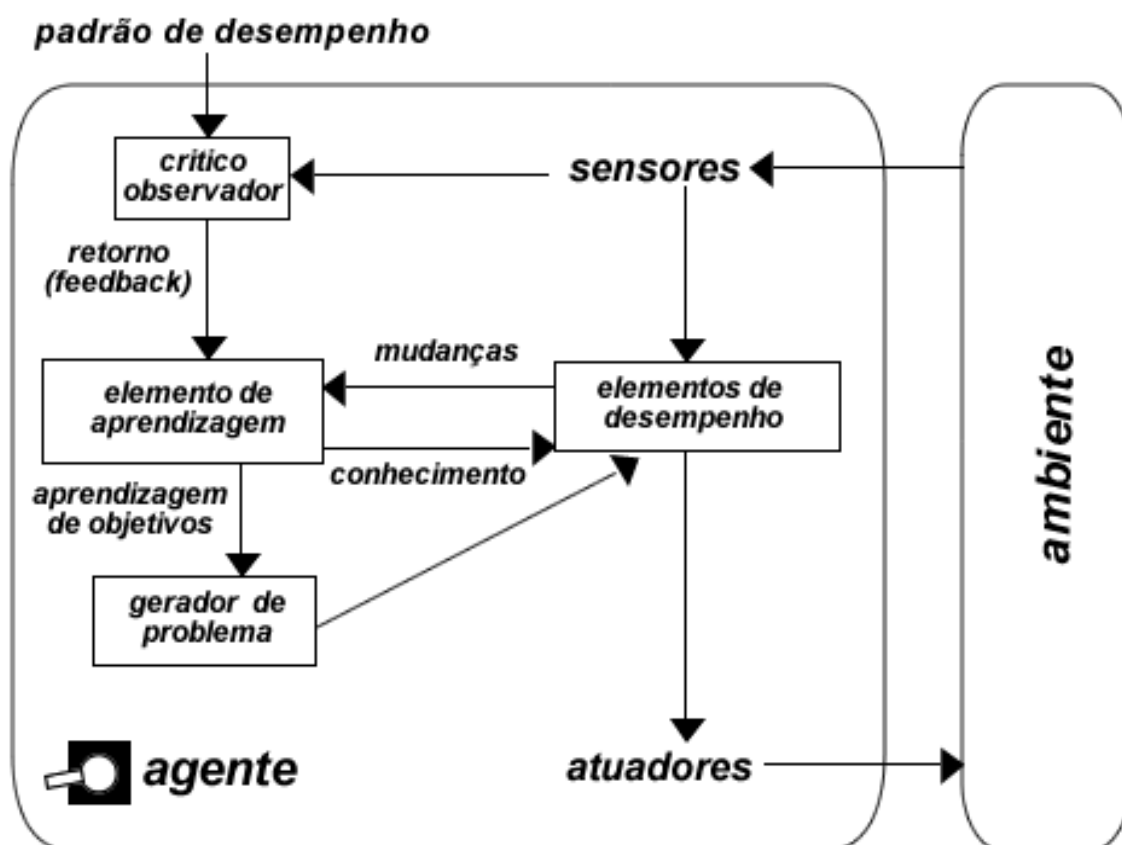 padrão de desempenho
critico
observador
sensores
retorno
(feedback)
mudanças
elemento de
aprendizagem
elementos de
desempenho
conhecimento
aprendizagem
de objetivos
gerador de
problema
agente
atuadores
ambiente